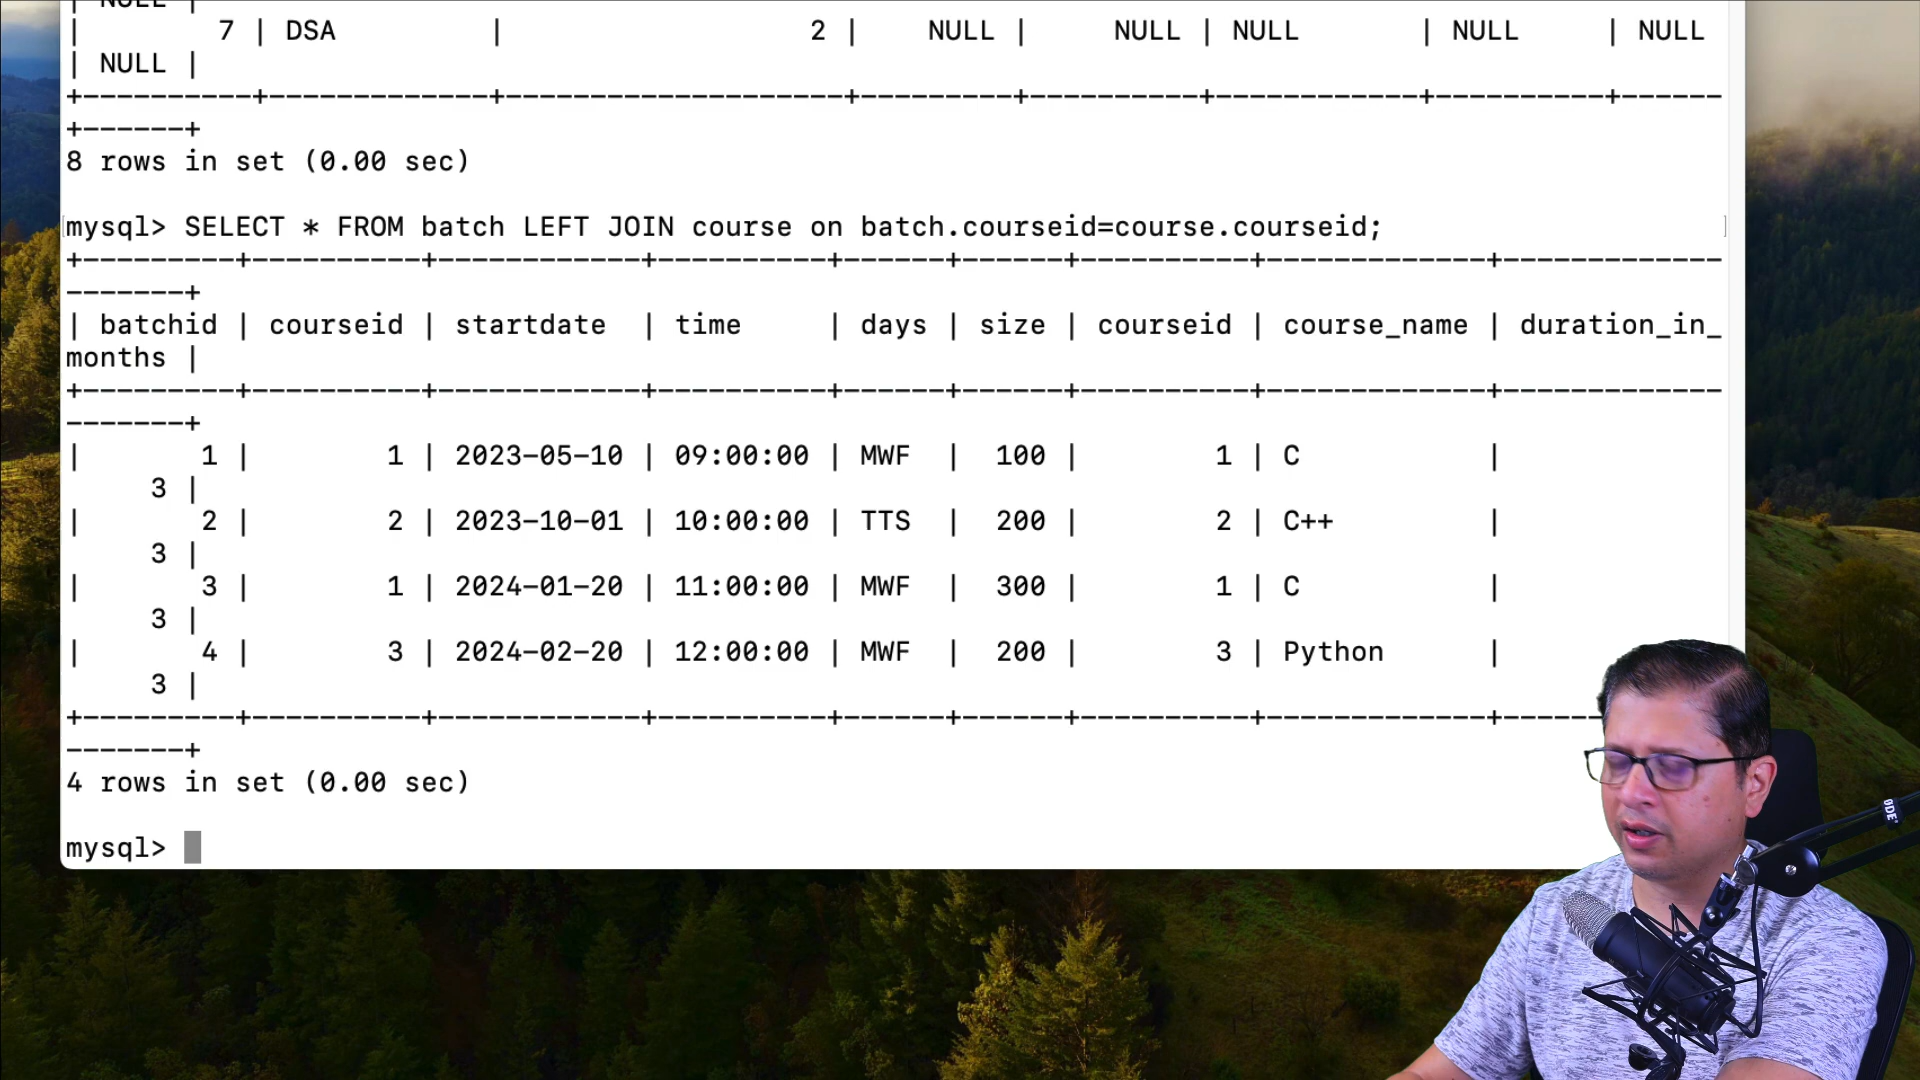 | NULL |
| 7 | DSA | 2 | NULL | NULL | NULL | NULL | NULL
| NULL |
+----------+-------------+--------------------+---------+----------+------------+----------+------
+------+
8 rows in set (0.00 sec)
mysql> SELECT * FROM batch LEFT JOIN course on batch.courseid=course.courseid;
+---------+----------+------------+----------+------+------+----------+-------------+-------------
-------+
| batchid | courseid | startdate | time | days | size | courseid | course_name | duration_in_
months |
+---------+----------+------------+----------+------+------+----------+-------------+-------------
-------+
| 1 | 1 | 2023-05-10 | 09:00:00 | MWF | 100 | 1 | C |
3 |
| 2 | 2 | 2023-10-01 | 10:00:00 | TTS | 200 | 2 | C++ |
3 |
| 3 | 1 | 2024-01-20 | 11:00:00 | MWF | 300 | 1 | C |
3 |
| 4 | 3 | 2024-02-20 | 12:00:00 | MWF | 200 | 3 | Python |
3 |
+---------+----------+------------+----------+------+------+----------+-------------+------
-------+
4 rows in set (0.00 sec)
mysql>